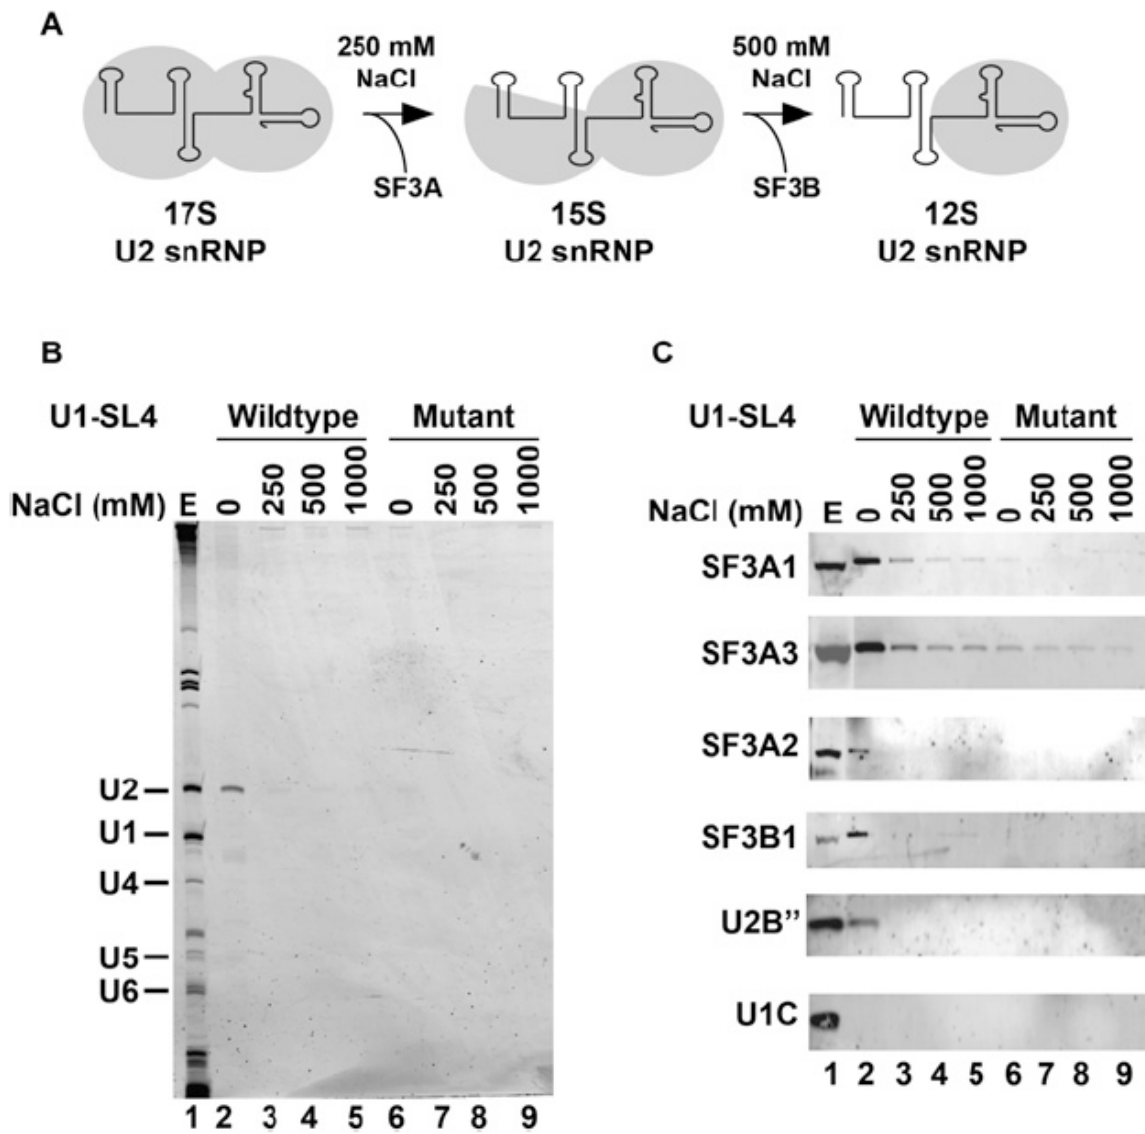 A
250 mM
NaCl
500 mM
NaCl
SF3A
SF3B
17S
U2 snRNP
15S
U2 snRNP
12S
U2 snRNP
B
U1-SL4 Wildtype Mutant
NaCl (mM) E 0 250 500 1000 0 250 500 1000
U2
U1
U4
U5
U6
1 2 3 4 5 6 7 8 9
C
U1-SL4 Wildtype Mutant
NaCl (mM) E 0 250 500 1000 0 250 500 1000
SF3A1
SF3A3
SF3A2
SF3B1
U2B”
U1C
1 2 3 4 5 6 7 8 9